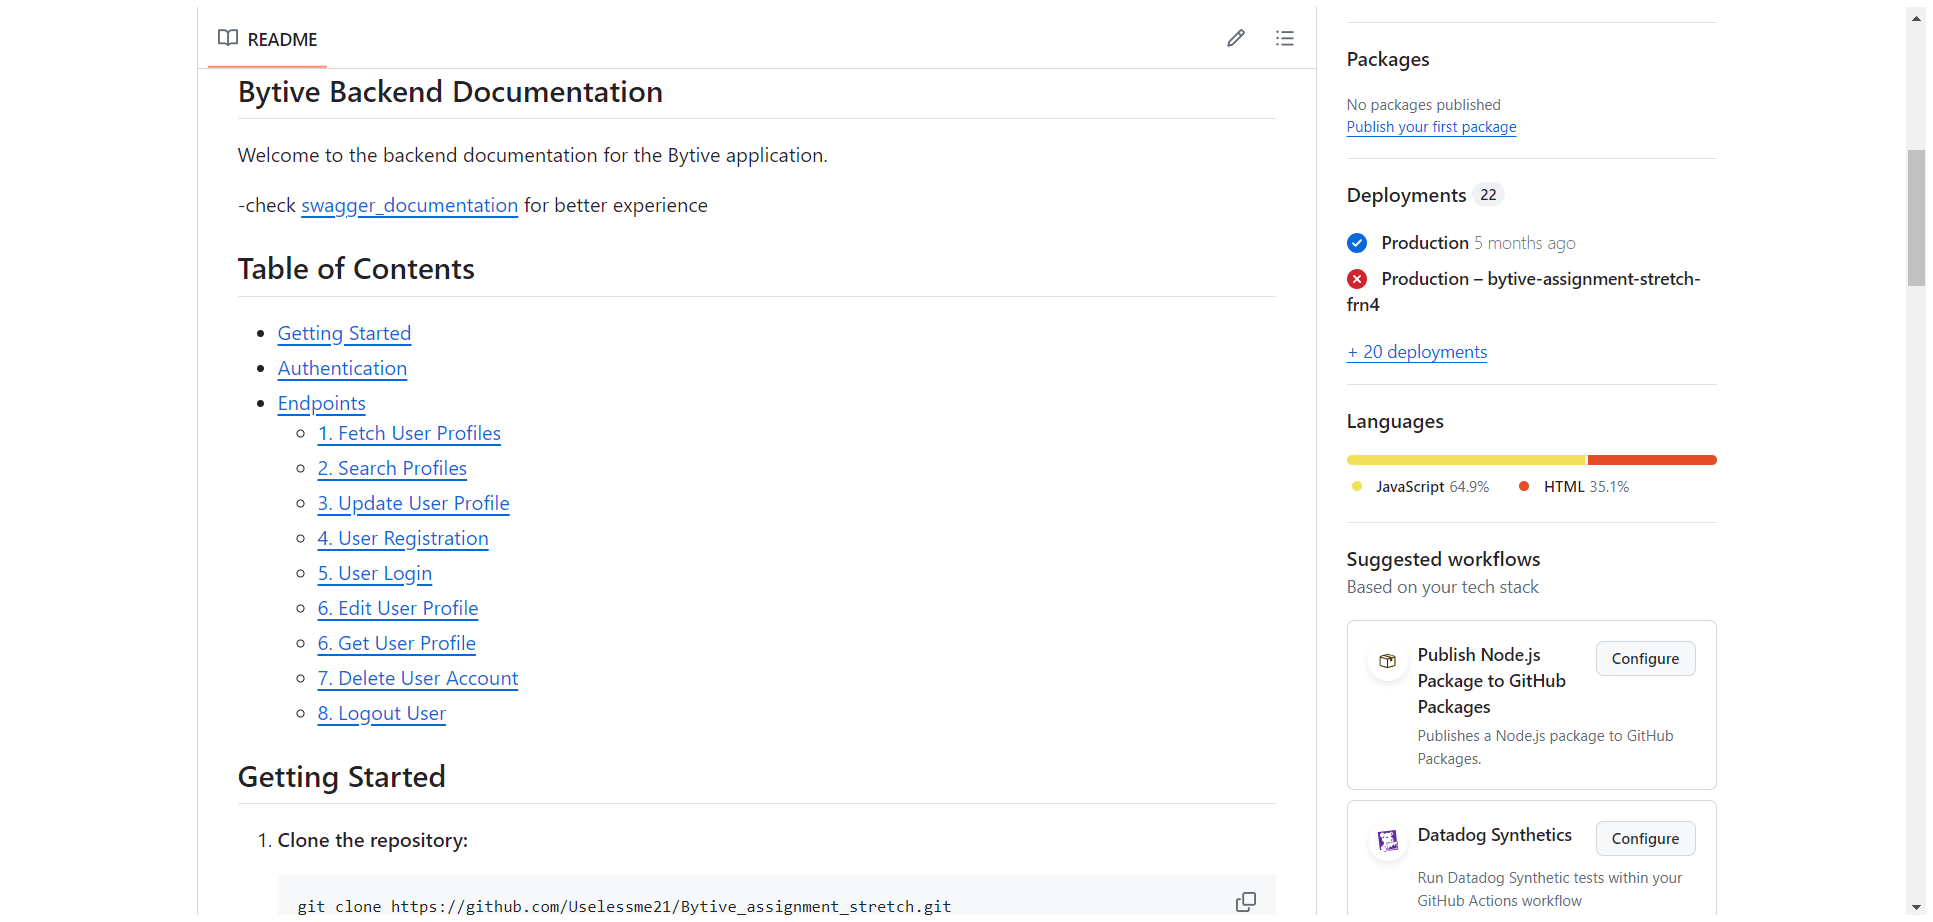 README
Bytive Backend Documentation
Welcome to the backend documentation for the Bytive application.
-check swagger_documentation for better experience
Table of Contents
Getting Started
Authentication
Endpoints
1. Fetch User Profiles
2. Search Profiles
3. Update User Profile
4. User Registration
5. User Login
6. Edit User Profile
6. Get User Profile
7. Delete User Account
8. Logout User
Getting Started
1. Clone the repository:
git clone https://github.com/Uselessme21/Bytive_assignment_stretch.git
Packages
No packages published
Publish your first package
Deployments 22
Production 5 months ago
Production – bytive-assignment-stretch-
frn4
+ 20 deployments
Languages
JavaScript 64.9% HTML 35.1%
Suggested workflows
Based on your tech stack
Publish Node.js
Package to GitHub
Packages
Configure
Publishes a Node.js package to GitHub
Packages.
Datadog Synthetics
Configure
Run Datadog Synthetic tests within your
GitHub Actions workflow